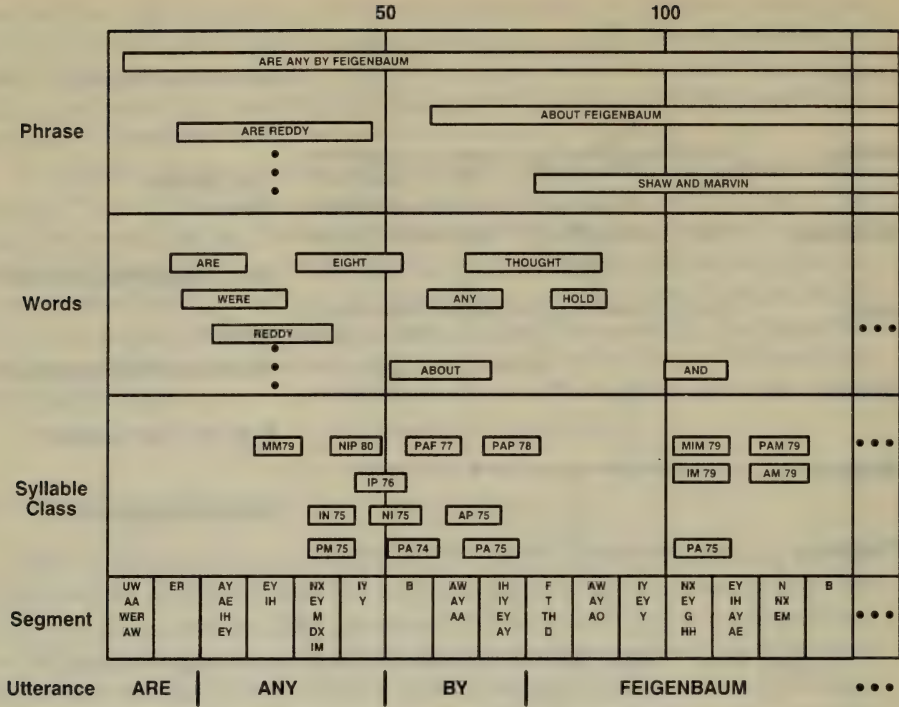 50 100
ARE ANY BY FEIGENBAUM
ABOUT FEIGENBAUM
Phrase
ARE REDDY
SHAW AND MARVIN
ARE EIGHT THOUGHT
Words
WERE ANY HOLD
REDDY
ABOUT AND
MM79 NIP 80 PAF 77 PAP 78 MIM 79 PAM 79
IP 76 IM 79 AM 79
Syllable
Class
IN 75 NI 75 AP 75
PM 75 PA 74 PA 75 PA 75
Segment
UW ER AY EY NX IY B AW IH F AW IY NX EY N B
AA AE IH EY Y AY IY T AY EY EY IH NX
WER IH M AA EY TH AO Y G AY EM
AW EY DX AY D HH AE
IM
Utterance ARE ANY BY FEIGENBAUM